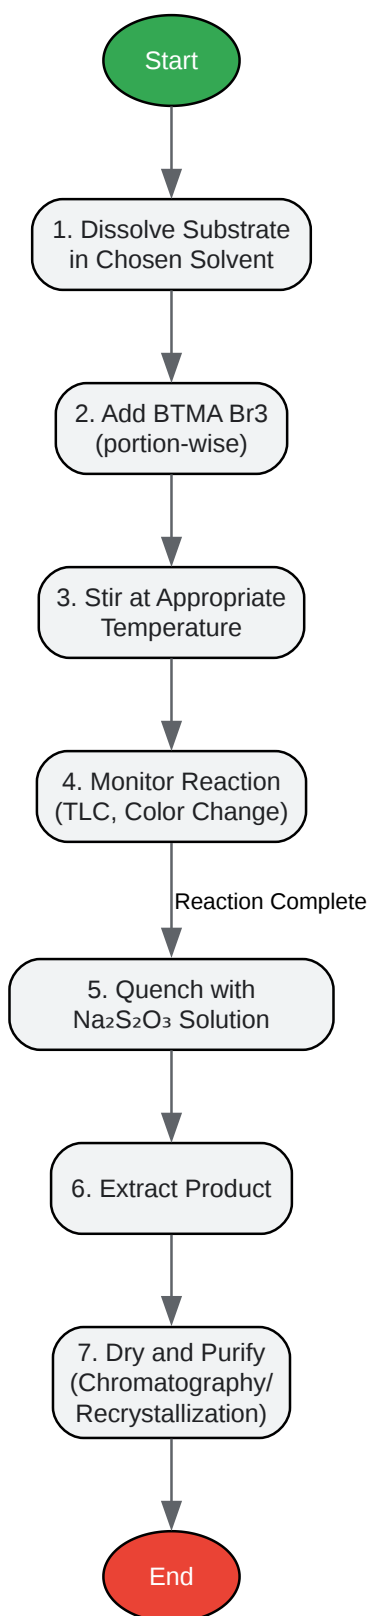 Start
1. Dissolve Substrate
in Chosen Solvent
2. Add BTMA Br3
(portion-wise)
3. Stir at Appropriate
Temperature
4. Monitor Reaction
(TLC, Color Change)
Reaction Complete
5. Quench with
Na₂S₂O₃ Solution
6. Extract Product
7. Dry and Purify
(Chromatography/
Recrystallization)
End